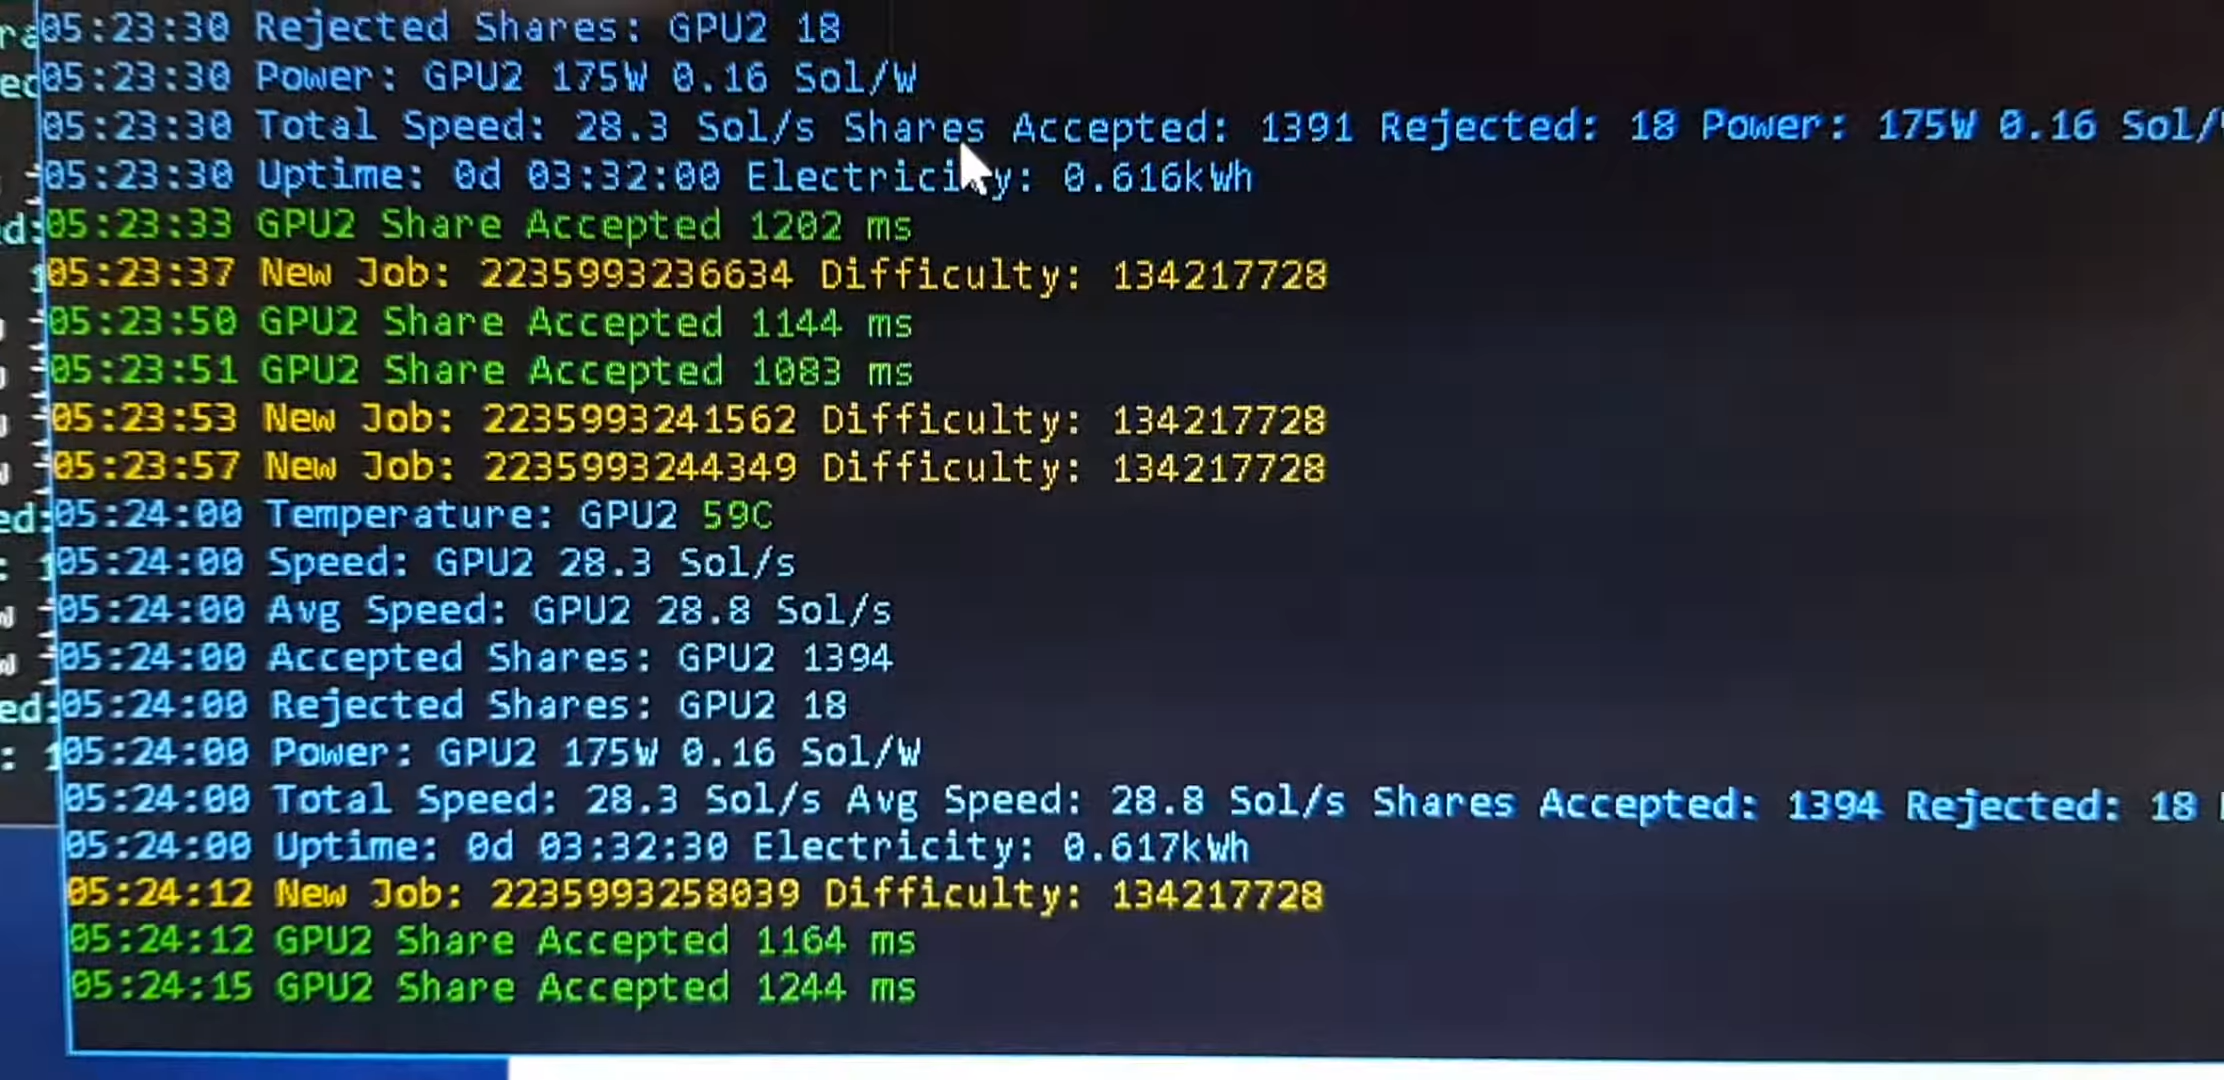 05:23:30 Rejected Shares: GPU2 18
05:23:30 Power: GPU2 175W 0.16 Sol/W
05:23:30 Total Speed: 28.3 Sol/s Shares Accepted: 1391 Rejected: 18 Power: 175W 0.16 Sol/
05:23:30 Uptime: 0d 03:32:00 Electricity: 0.616kWh
05:23:33 GPU2 Share Accepted 1202 ms
05:23:37 New Job: 2235993236634 Difficulty: 134217728
05:23:50 GPU2 Share Accepted 1144 ms
05:23:51 GPU2 Share Accepted 1083 ms
05:23:53 New Job: 2235993241562 Difficulty: 134217728
05:23:57 New Job: 2235993244349 Difficulty: 134217728
05:24:00 Temperature: GPU2 59C
05:24:00 Speed: GPU2 28.3 Sol/s
05:24:00 Avg Speed: GPU2 28.8 Sol/s
05:24:00 Accepted Shares: GPU2 1394
05:24:00 Rejected Shares: GPU2 18
05:24:00 Power: GPU2 175W 0.16 Sol/W
05:24:00 Total Speed: 28.3 Sol/s Avg Speed: 28.8 Sol/s Shares Accepted: 1394 Rejected: 18
05:24:00 Uptime: 0d 03:32:30 Electricity: 0.617kWh
05:24:12 New Job: 2235993258039 Difficulty: 134217728
05:24:12 GPU2 Share Accepted 1164 ms
05:24:15 GPU2 Share Accepted 1244 ms